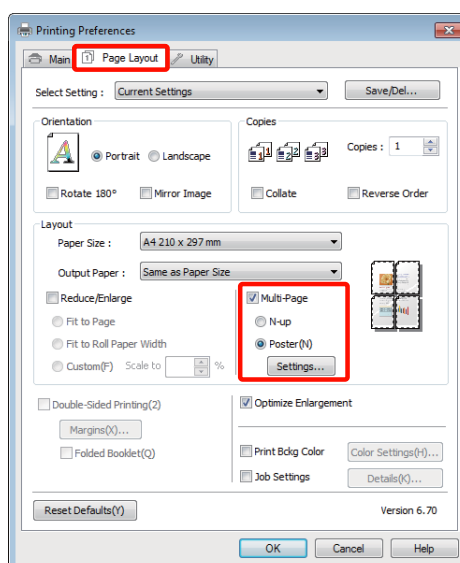 Printing Preferences
Main Page Layout Utility
Select Setting : Current Settings Save/Del...
Orientation Copies
Portrait Landscape Copies : 1
Rotate 180° Mirror Image Collate Reverse Order
Layout
Paper Size : A4 210 x 297 mm
Output Paper : Same as Paper Size
Reduce/Enlarge Multi-Page
Fit to Page N-up
Fit to Roll Paper Width Poster(N)
Custom(F) Scale to % Settings...
Double-Sided Printing(2) Optimize Enlargement
Margins(X)...
Folded Booklet(Q) Print Bckg Color Color Settings(H)...
Job Settings Details(K)...
Reset Defaults(Y) Version 6.70
OK Cancel Help